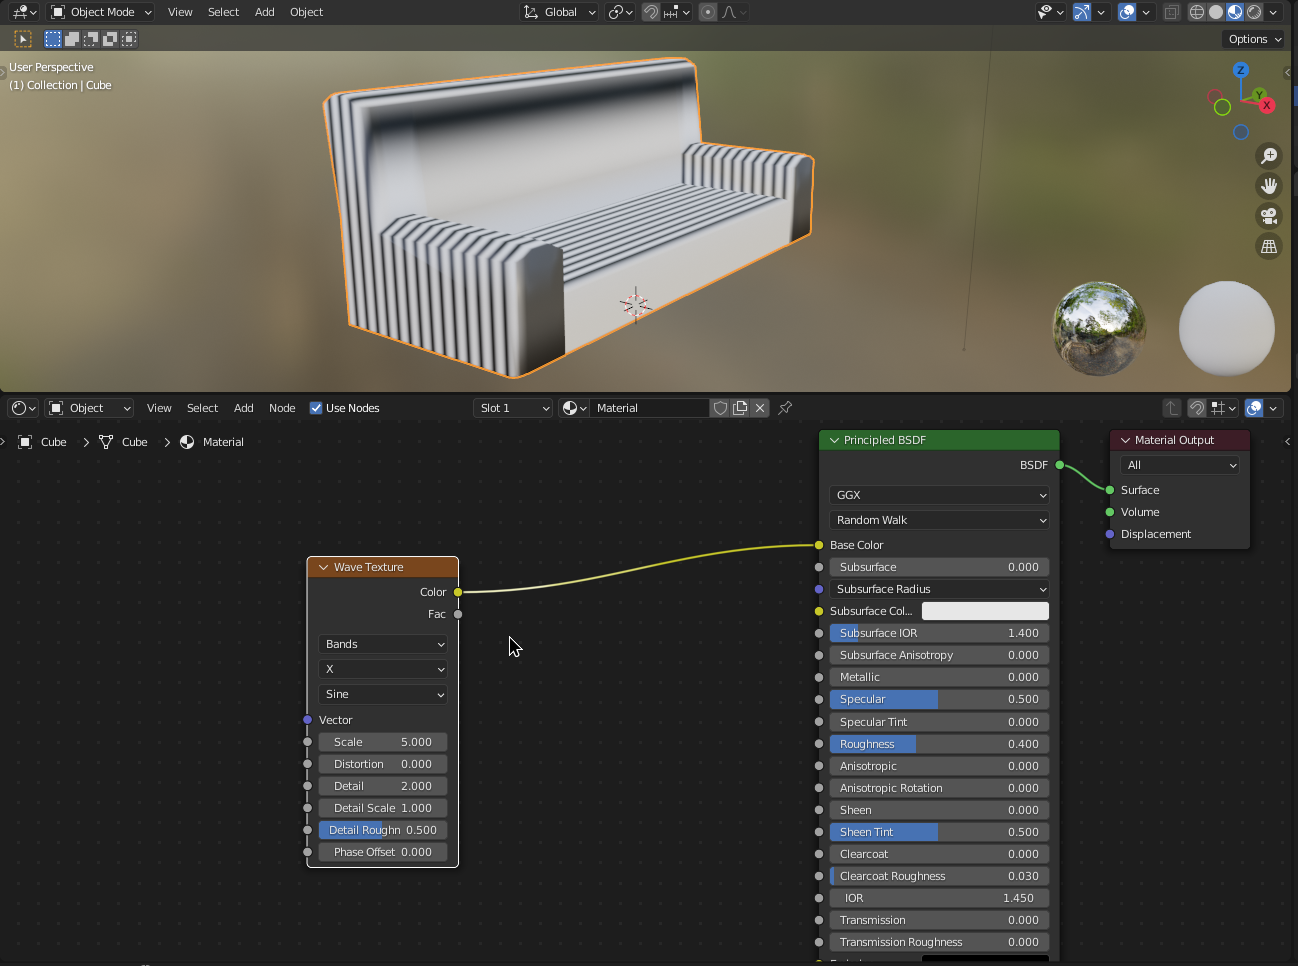 Object Mode View Select Add Object Global
Options
User Perspective
(1) Collection | Cube
Z
Y
X
Object View Select Add Node Use Nodes Slot 1 Material
Cube Cube Material
Principled BSDF
BSDF
GGX
Random Walk
Base Color
Subsurface 0.000
Subsurface Radius
Subsurface Col...
Subsurface IOR 1.400
Subsurface Anisotropy 0.000
Metallic 0.000
Specular 0.500
Specular Tint 0.000
Roughness 0.400
Anisotropic 0.000
Anisotropic Rotation 0.000
Sheen 0.000
Sheen Tint 0.500
Clearcoat 0.000
Clearcoat Roughness 0.030
IOR 1.450
Transmission 0.000
Transmission Roughness 0.000
Material Output
All
Surface
Volume
Displacement
Wave Texture
Color
Fac
Bands
X
Sine
Vector
Scale 5.000
Distortion 0.000
Detail 2.000
Detail Scale 1.000
Detail Roughn 0.500
Phase Offset 0.000